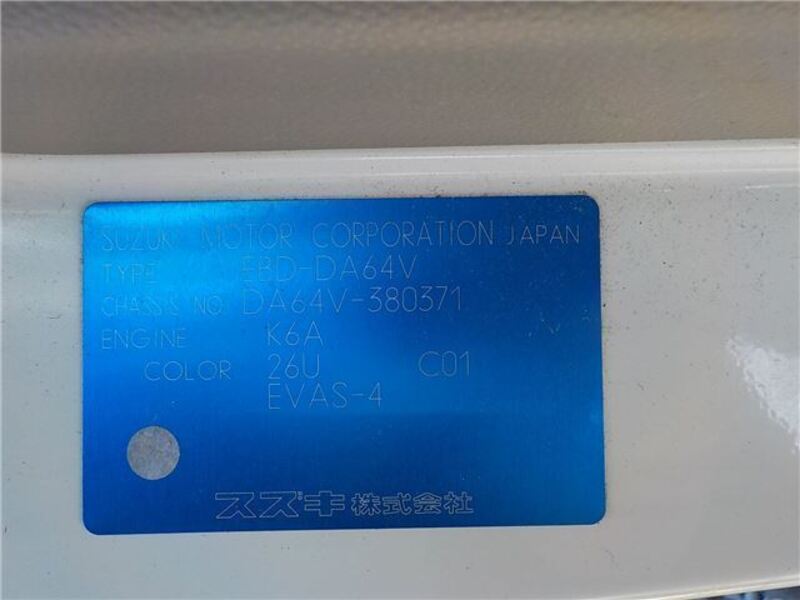 SUZUKI MOTOR CORPORATION JAPAN
TYPE EBD-DA64V
CHASSIS NO. DA64V-380371
ENGINE K6A
COLOR 26U C01
EVAS-4
スズキ株式会社